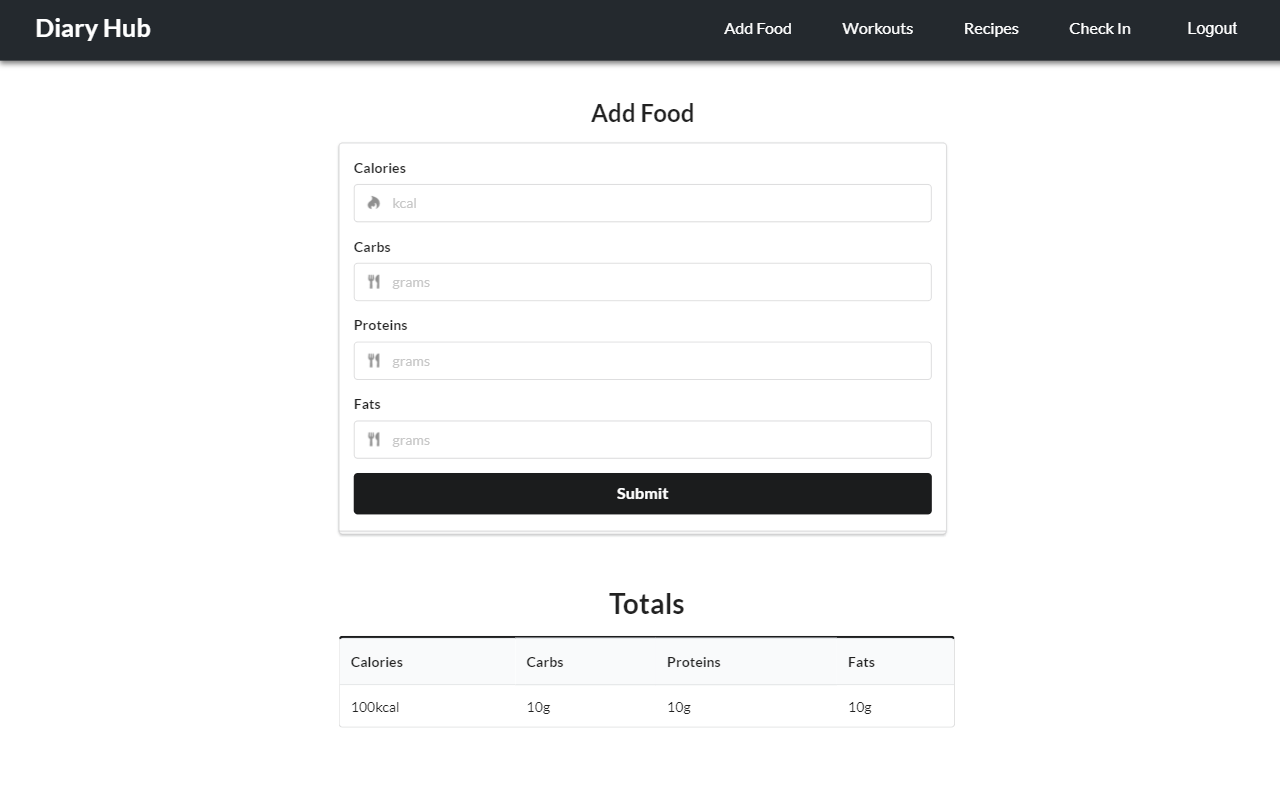 Diary Hub Add Food Workouts Recipes Check In Logout
Add Food
Calories
kcal
Carbs
grams
Proteins
grams
Fats
grams
Submit
Totals
Calories Carbs Proteins Fats
100kcal 10g 10g 10g